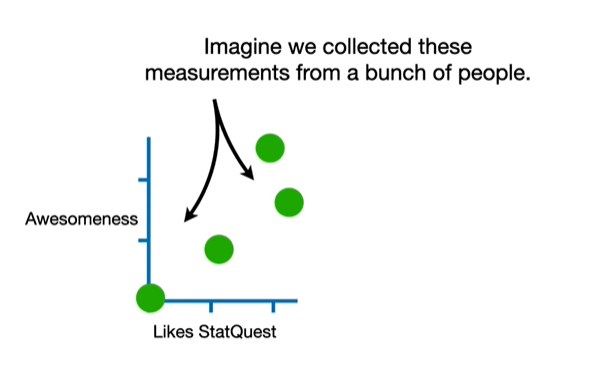 Imagine we collected these
measurements from a bunch of people.
Awesomeness
Likes StatQuest